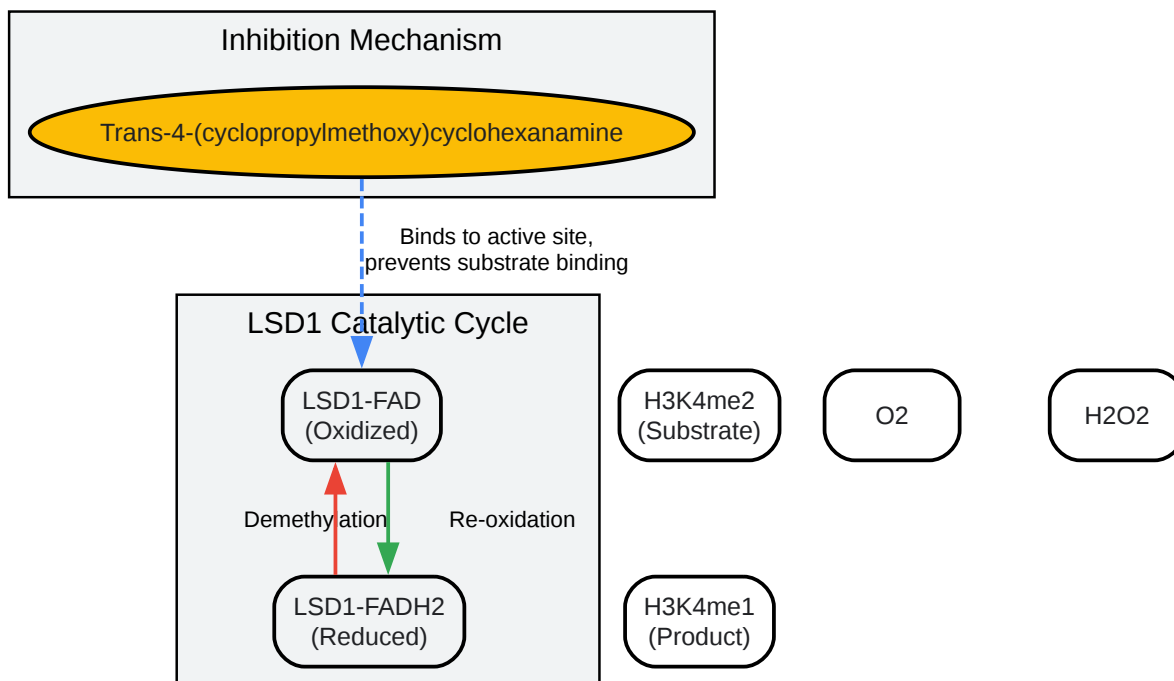 Inhibition Mechanism
Trans-4-(cyclopropylmethoxy)cyclohexanamine
Binds to active site,
prevents substrate binding
LSD1 Catalytic Cycle
LSD1-FAD
(Oxidized)
H3K4me2
(Substrate)
O2
H2O2
Demethylation
Re-oxidation
LSD1-FADH2
(Reduced)
H3K4me1
(Product)